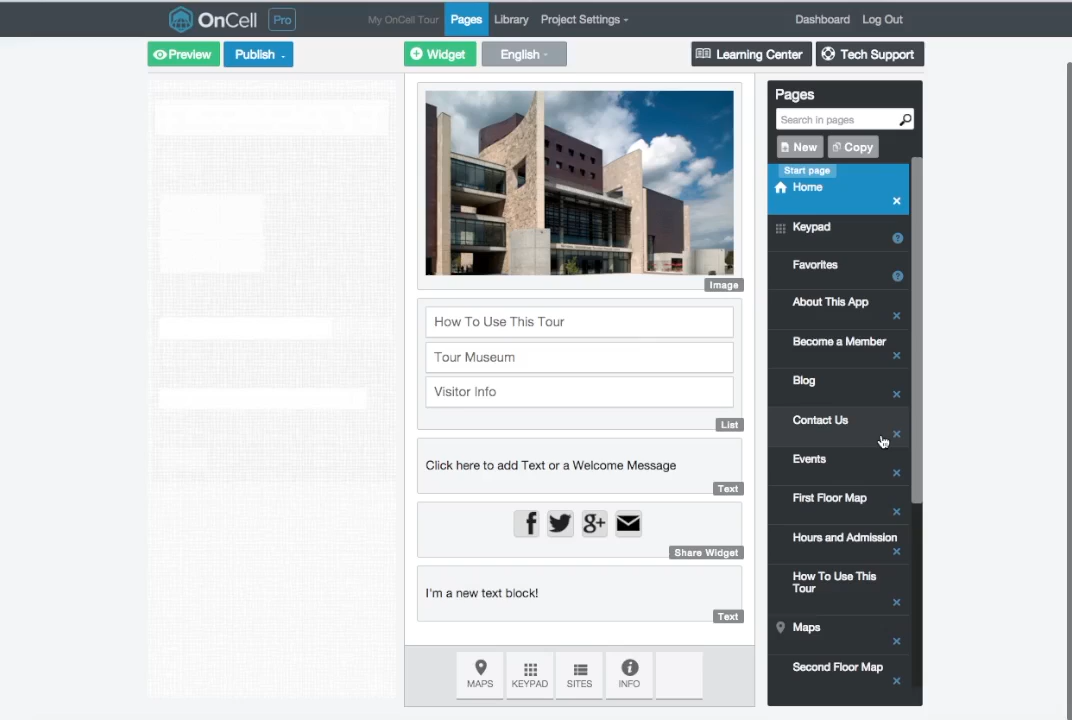 OnCell Pro My OnCell Tour Pages Library Project Settings Dashboard Log Out
Preview Publish Widget English Learning Center Tech Support
Image
How To Use This Tour
Tour Museum
Visitor Info
List
Click here to add Text or a Welcome Message
Text
f g+
Share Widget
I'm a new text block!
Text
MAPS KEYPAD SITES INFO
Pages
Search in pages
New Copy
Start page
Home
Keypad
Favorites
About This App
Become a Member
Blog
Contact Us
Events
First Floor Map
Hours and Admission
How To Use This
Tour
Maps
Second Floor Map